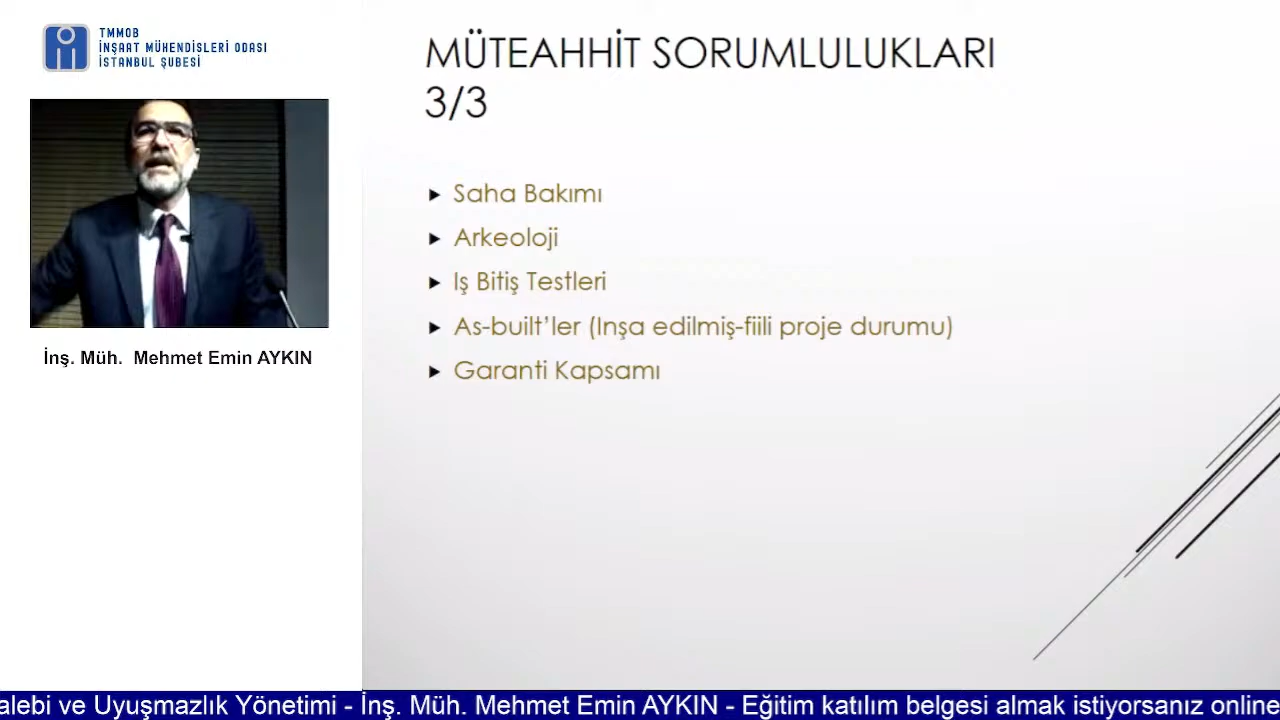 TMMOB
İNŞAAT MÜHENDİSLERİ ODASI
İSTANBUL ŞUBESİ
MÜTEAHHİT SORUMLULUKLARI
3/3
Saha Bakımı
Arkeoloji
Iş Bitiş Testleri
As-built’ler (Inşa edilmiş-fiili proje durumu)
Garanti Kapsamı
İnş. Müh. Mehmet Emin AYKIN
alebi ve Uyuşmazlık Yönetimi - İnş. Müh. Mehmet Emin AYKIN - Eğitim katılım belgesi almak istiyorsanız online